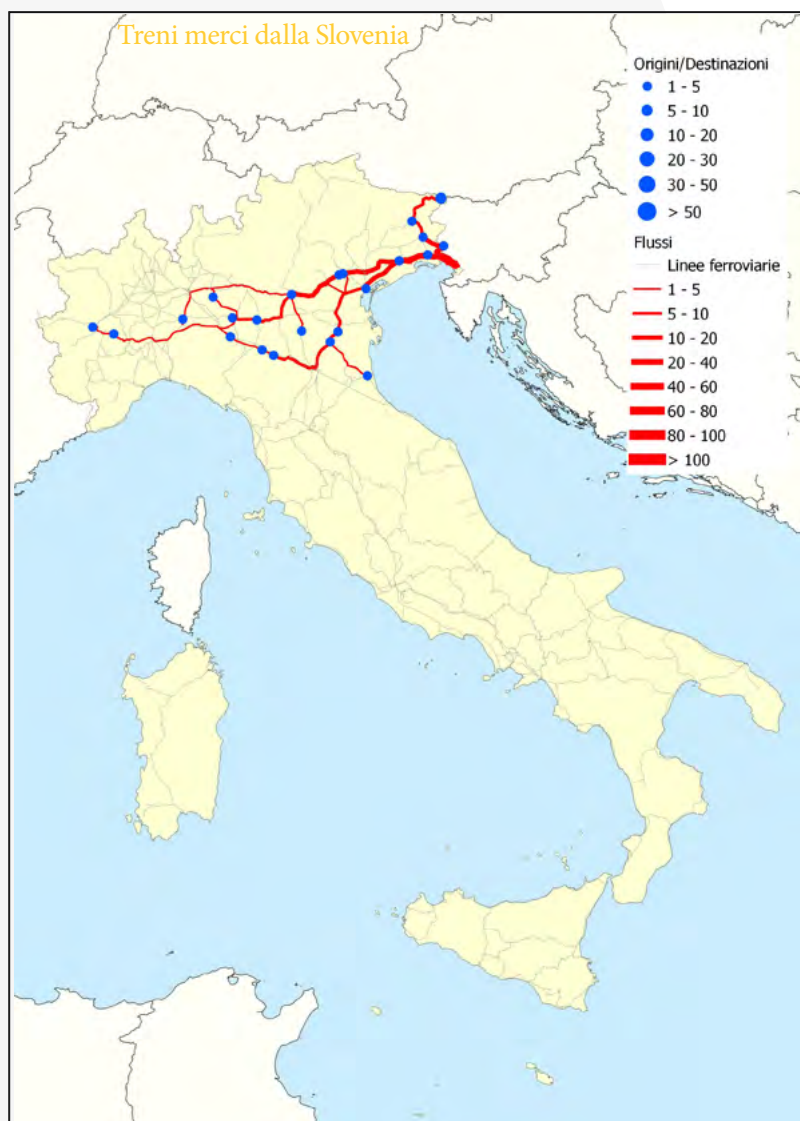 Treni merci dalla Slovenia
Origini/Destinazioni
1 - 5
5 - 10
10 - 20
20 - 30
30 - 50
> 50
Flussi
Linee ferroviarie
1 - 5
5 - 10
10 - 20
20 - 40
40 - 60
60 - 80
80 - 100
> 100